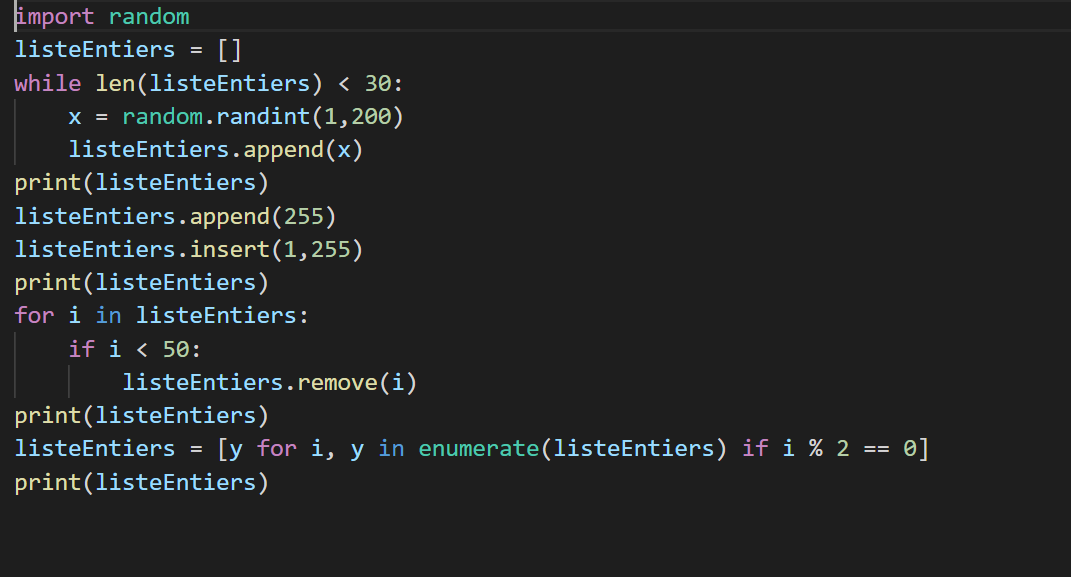 import random
listeEntiers = []
while len(listeEntiers) < 30:
    x = random.randint(1,200)
    listeEntiers.append(x)
print(listeEntiers)
listeEntiers.append(255)
listeEntiers.insert(1,255)
print(listeEntiers)
for i in listeEntiers:
    if i < 50:
        listeEntiers.remove(i)
print(listeEntiers)
listeEntiers = [y for i, y in enumerate(listeEntiers) if i % 2 == 0]
print(listeEntiers)